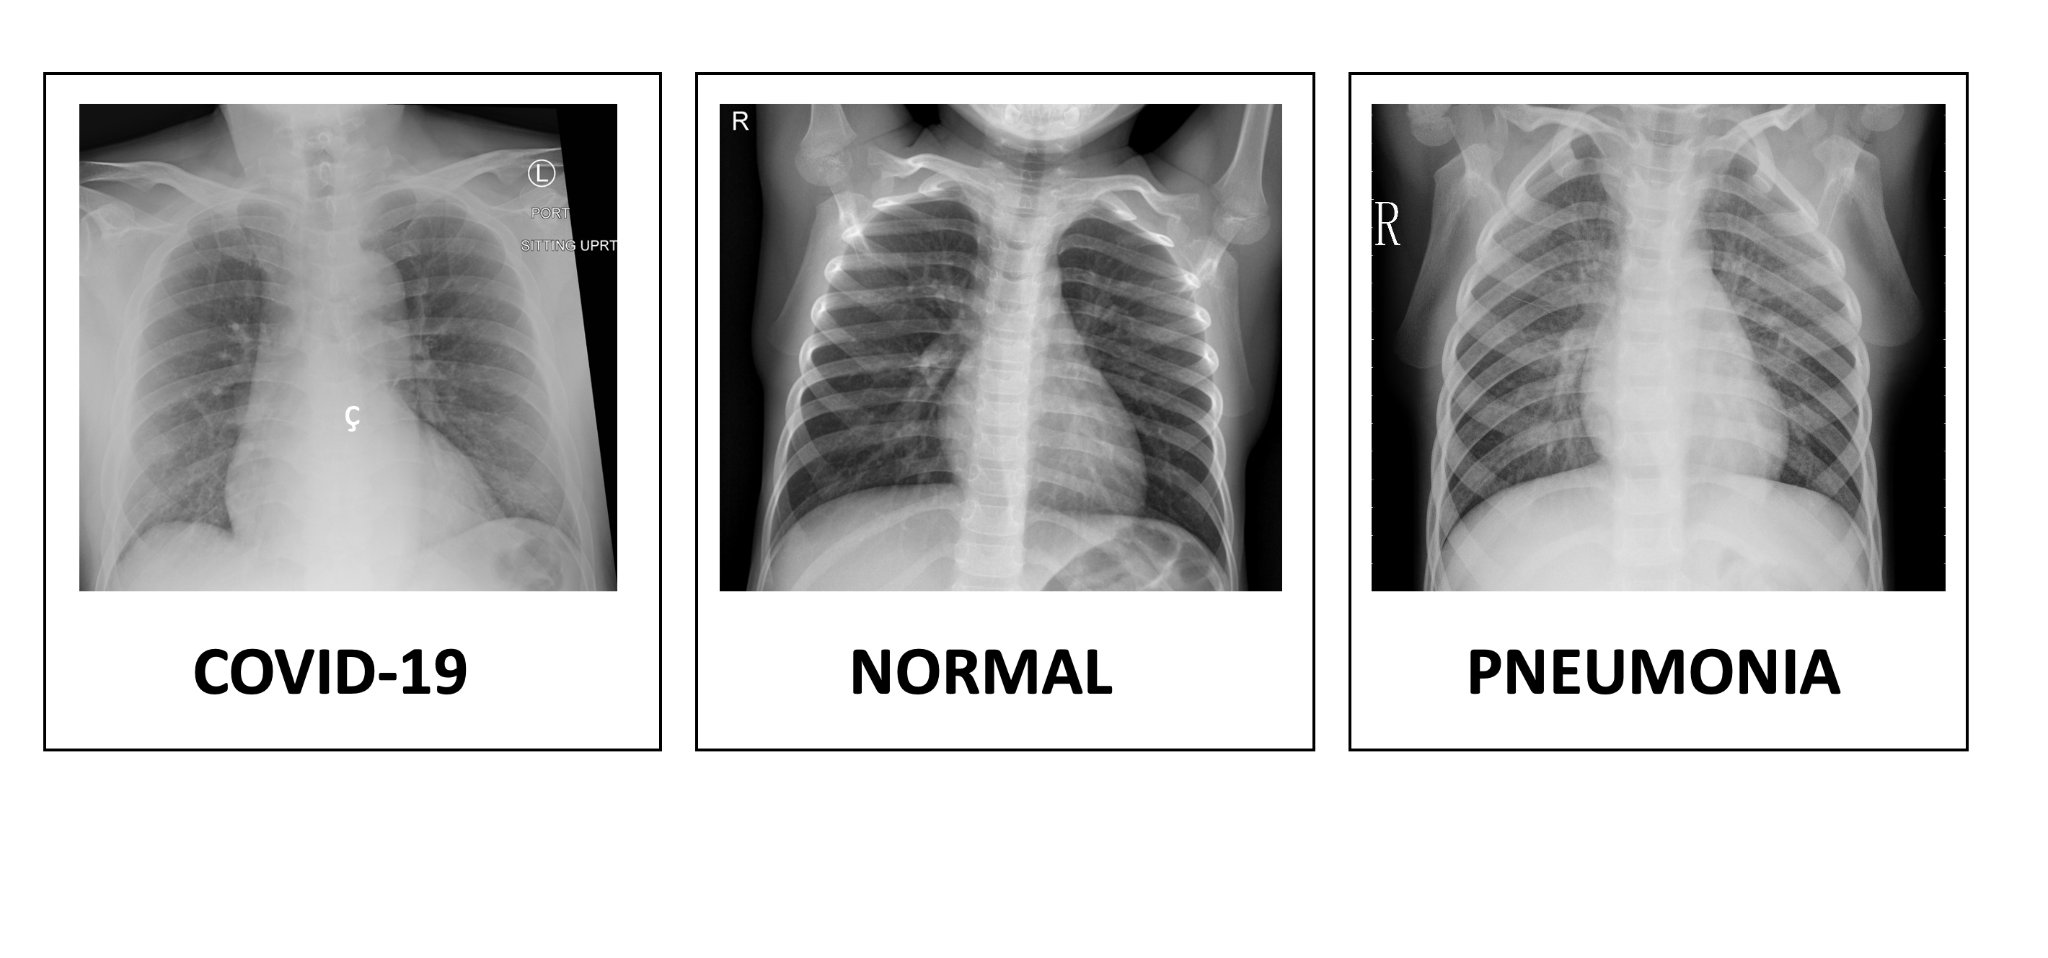 L
PORT
SITTING UPRT
Ç
COVID-19
R
NORMAL
R
PNEUMONIA